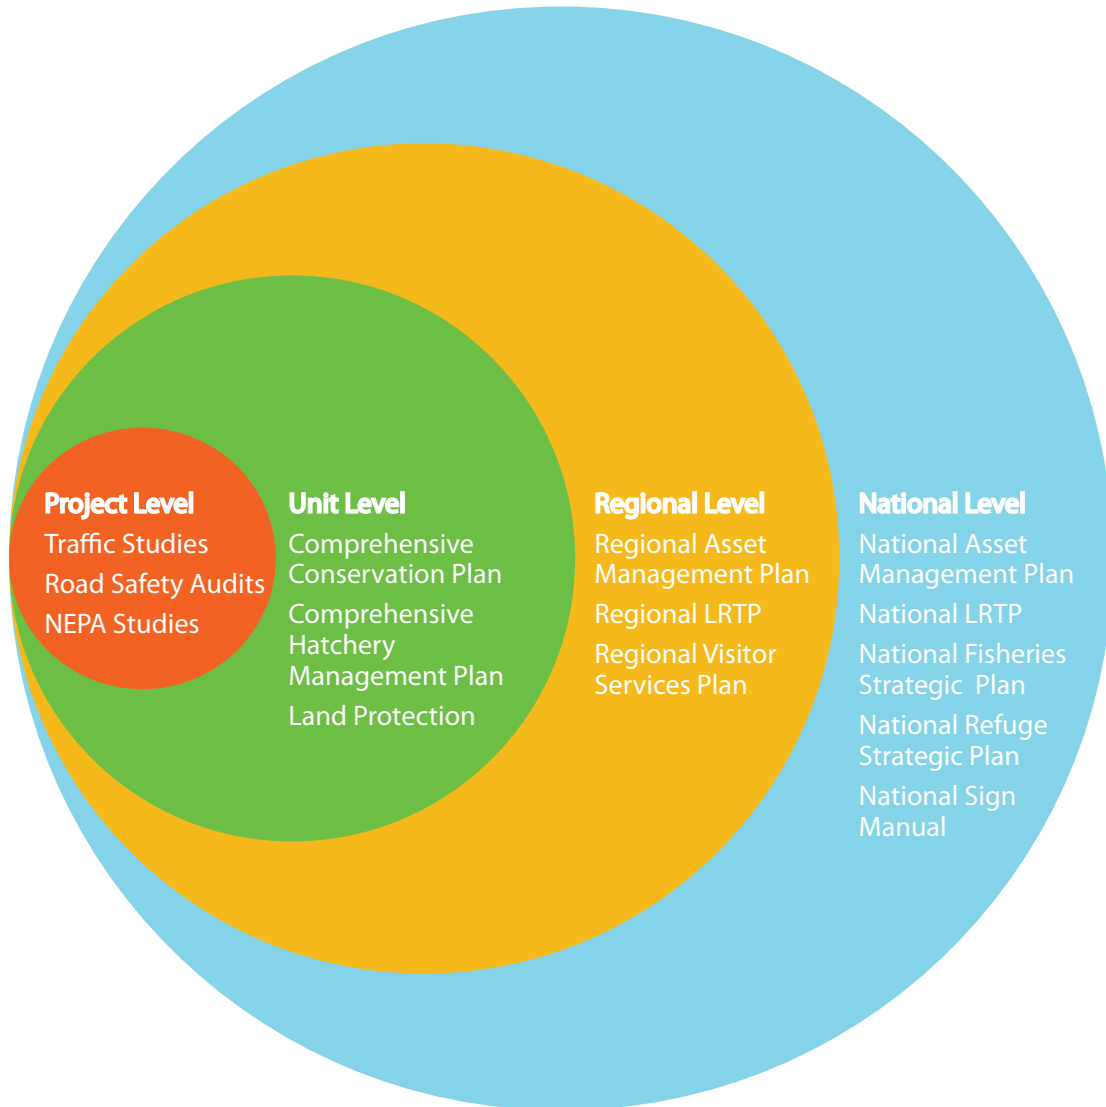 Project Level
Traffic Studies
Road Safety Audits
NEPA Studies
Unit Level
Comprehensive
Conservation Plan
Comprehensive
Hatchery
Management Plan
Land Protection
Regional Level
Regional Asset
Management Plan
Regional LRTP
Regional Visitor
Services Plan
National Level
National Asset
Management Plan
National LRTP
National Fisheries
Strategic Plan
National Refuge
Strategic Plan
National Sign
Manual